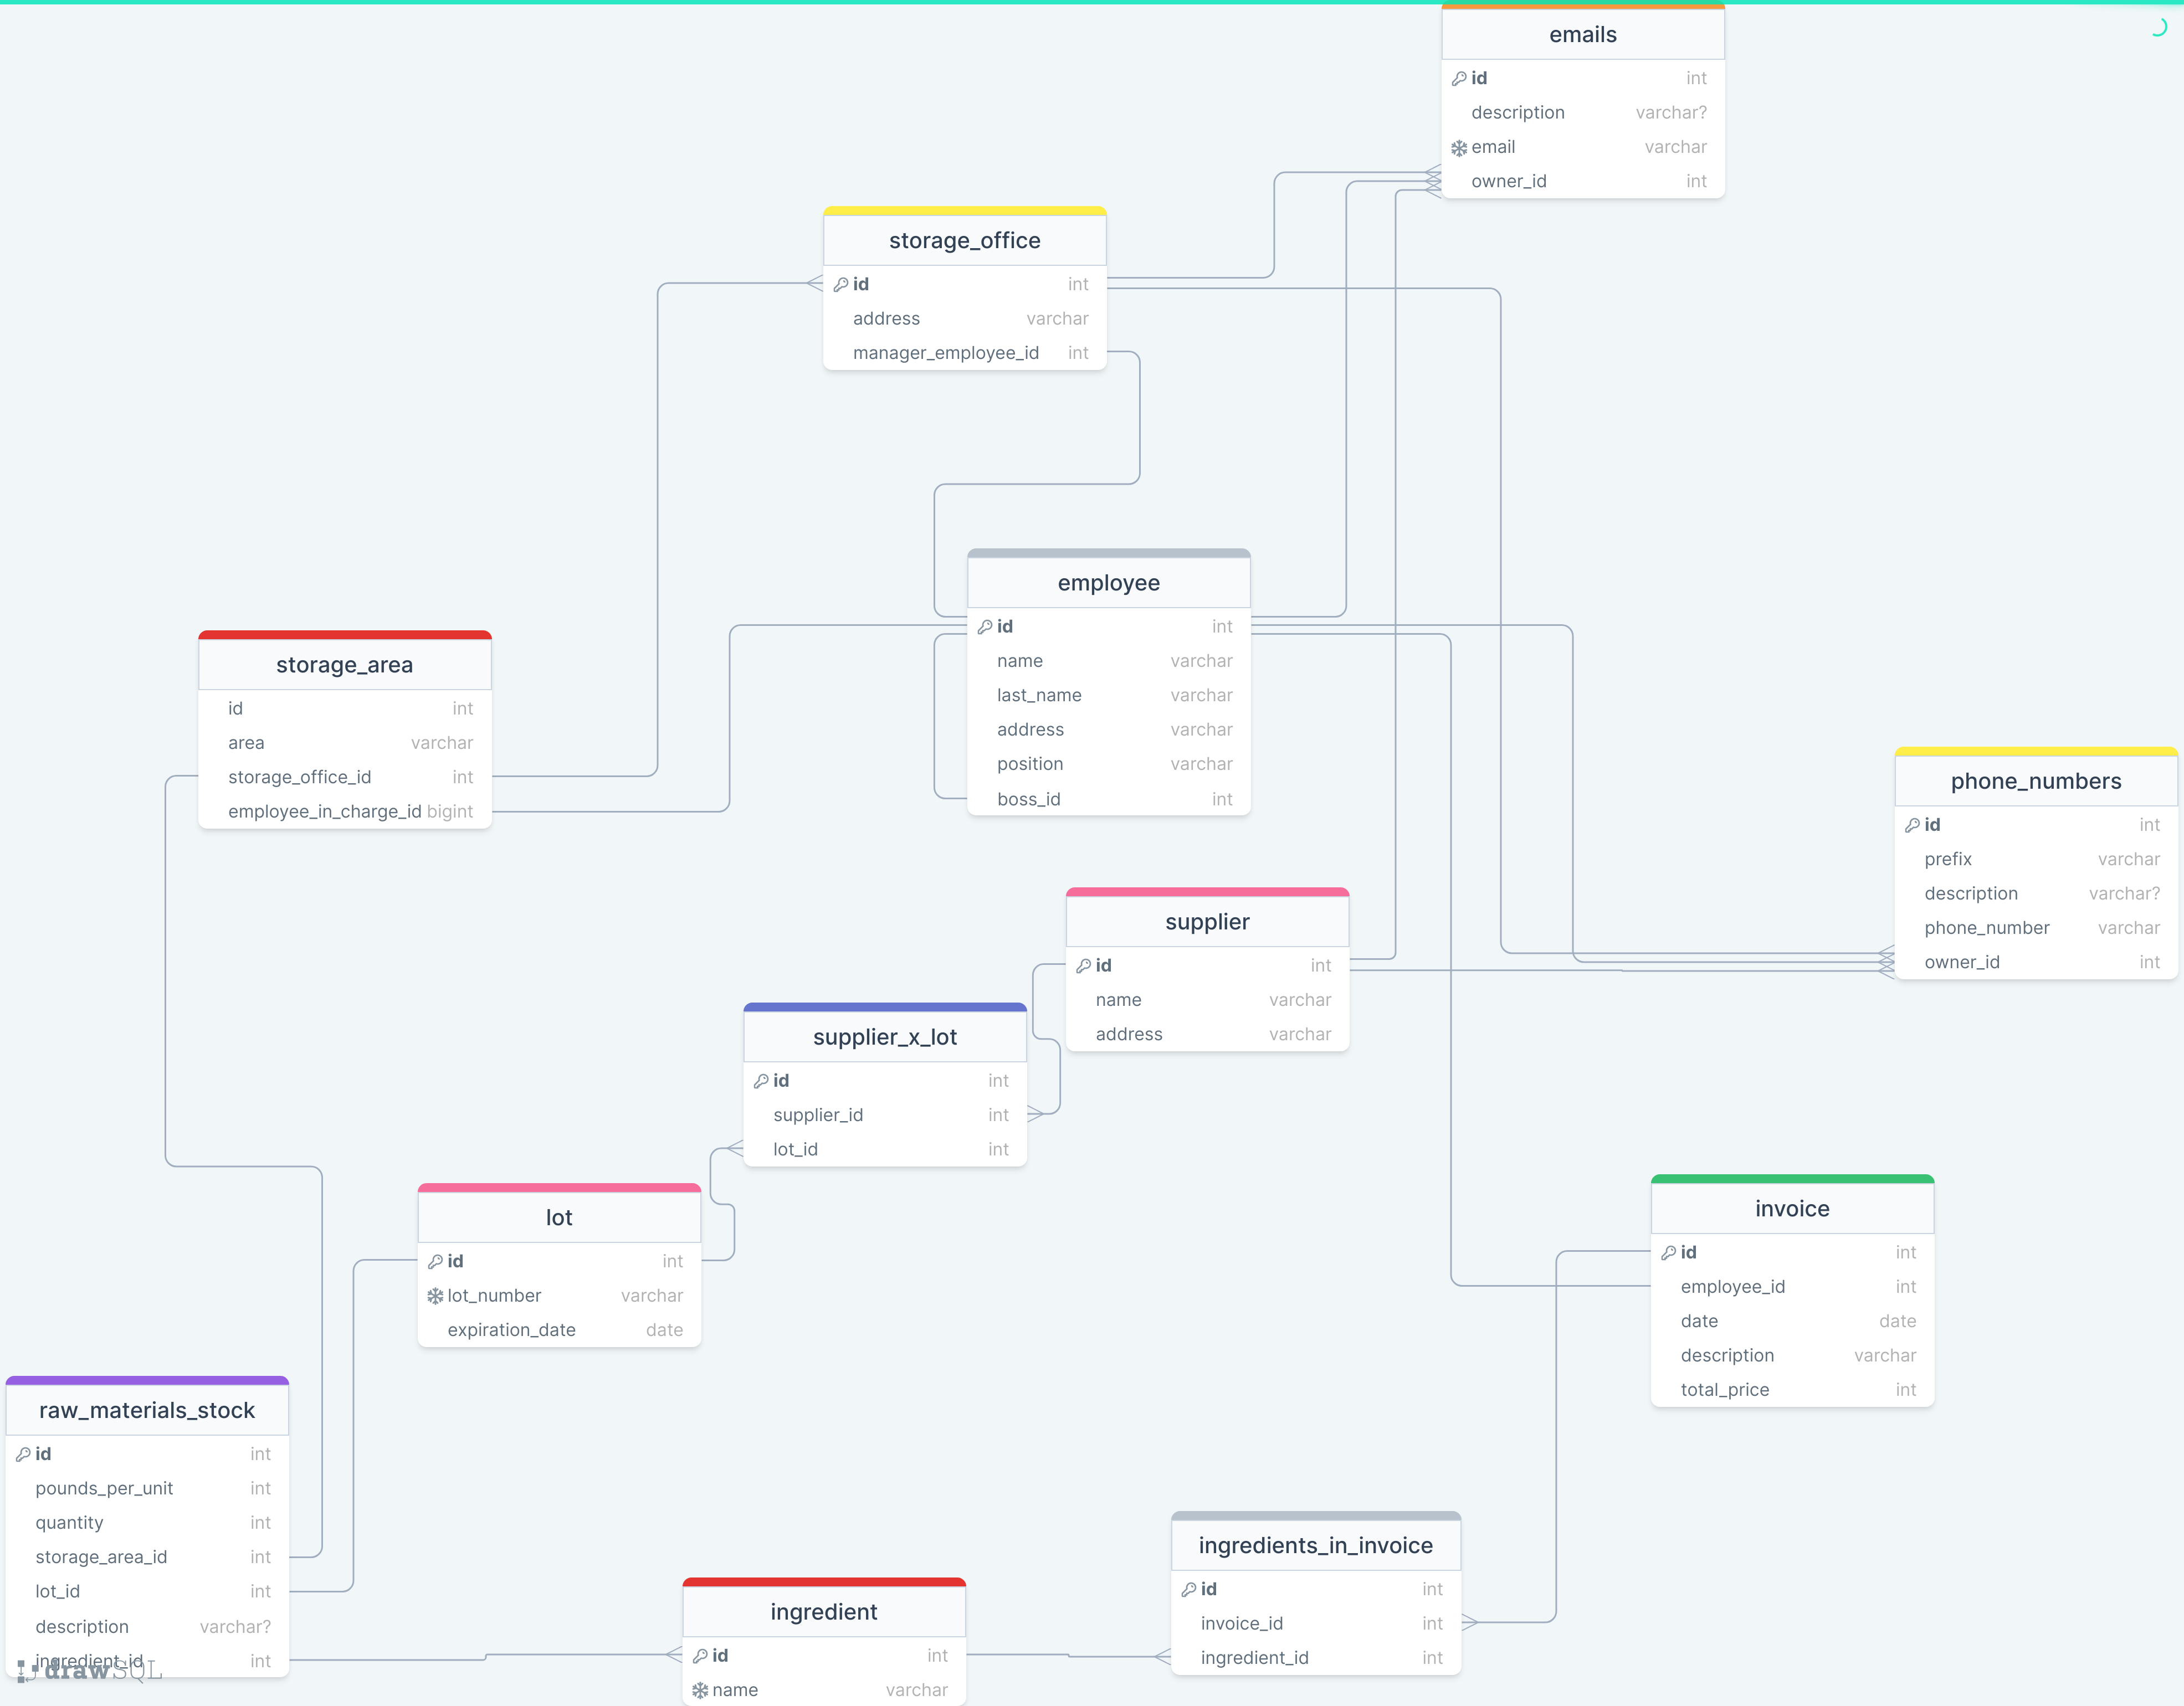 emails
id int
description varchar?
email varchar
owner_id int
storage_office
id int
address varchar
manager_employee_id int
employee
id int
name varchar
last_name varchar
address varchar
position varchar
boss_id int
storage_area
id int
area varchar
storage_office_id int
employee_in_charge_id bigint
phone_numbers
id int
prefix varchar
description varchar?
phone_number varchar
owner_id int
supplier
id int
name varchar
address varchar
supplier_x_lot
id int
supplier_id int
lot_id int
lot
id int
lot_number varchar
expiration_date date
invoice
id int
employee_id int
date date
description varchar
total_price int
raw_materials_stock
id int
pounds_per_unit int
quantity int
storage_area_id int
lot_id int
description varchar?
ingredient_id int
drawSQL
ingredients_in_invoice
id int
invoice_id int
ingredient_id int
ingredient
id int
name varchar